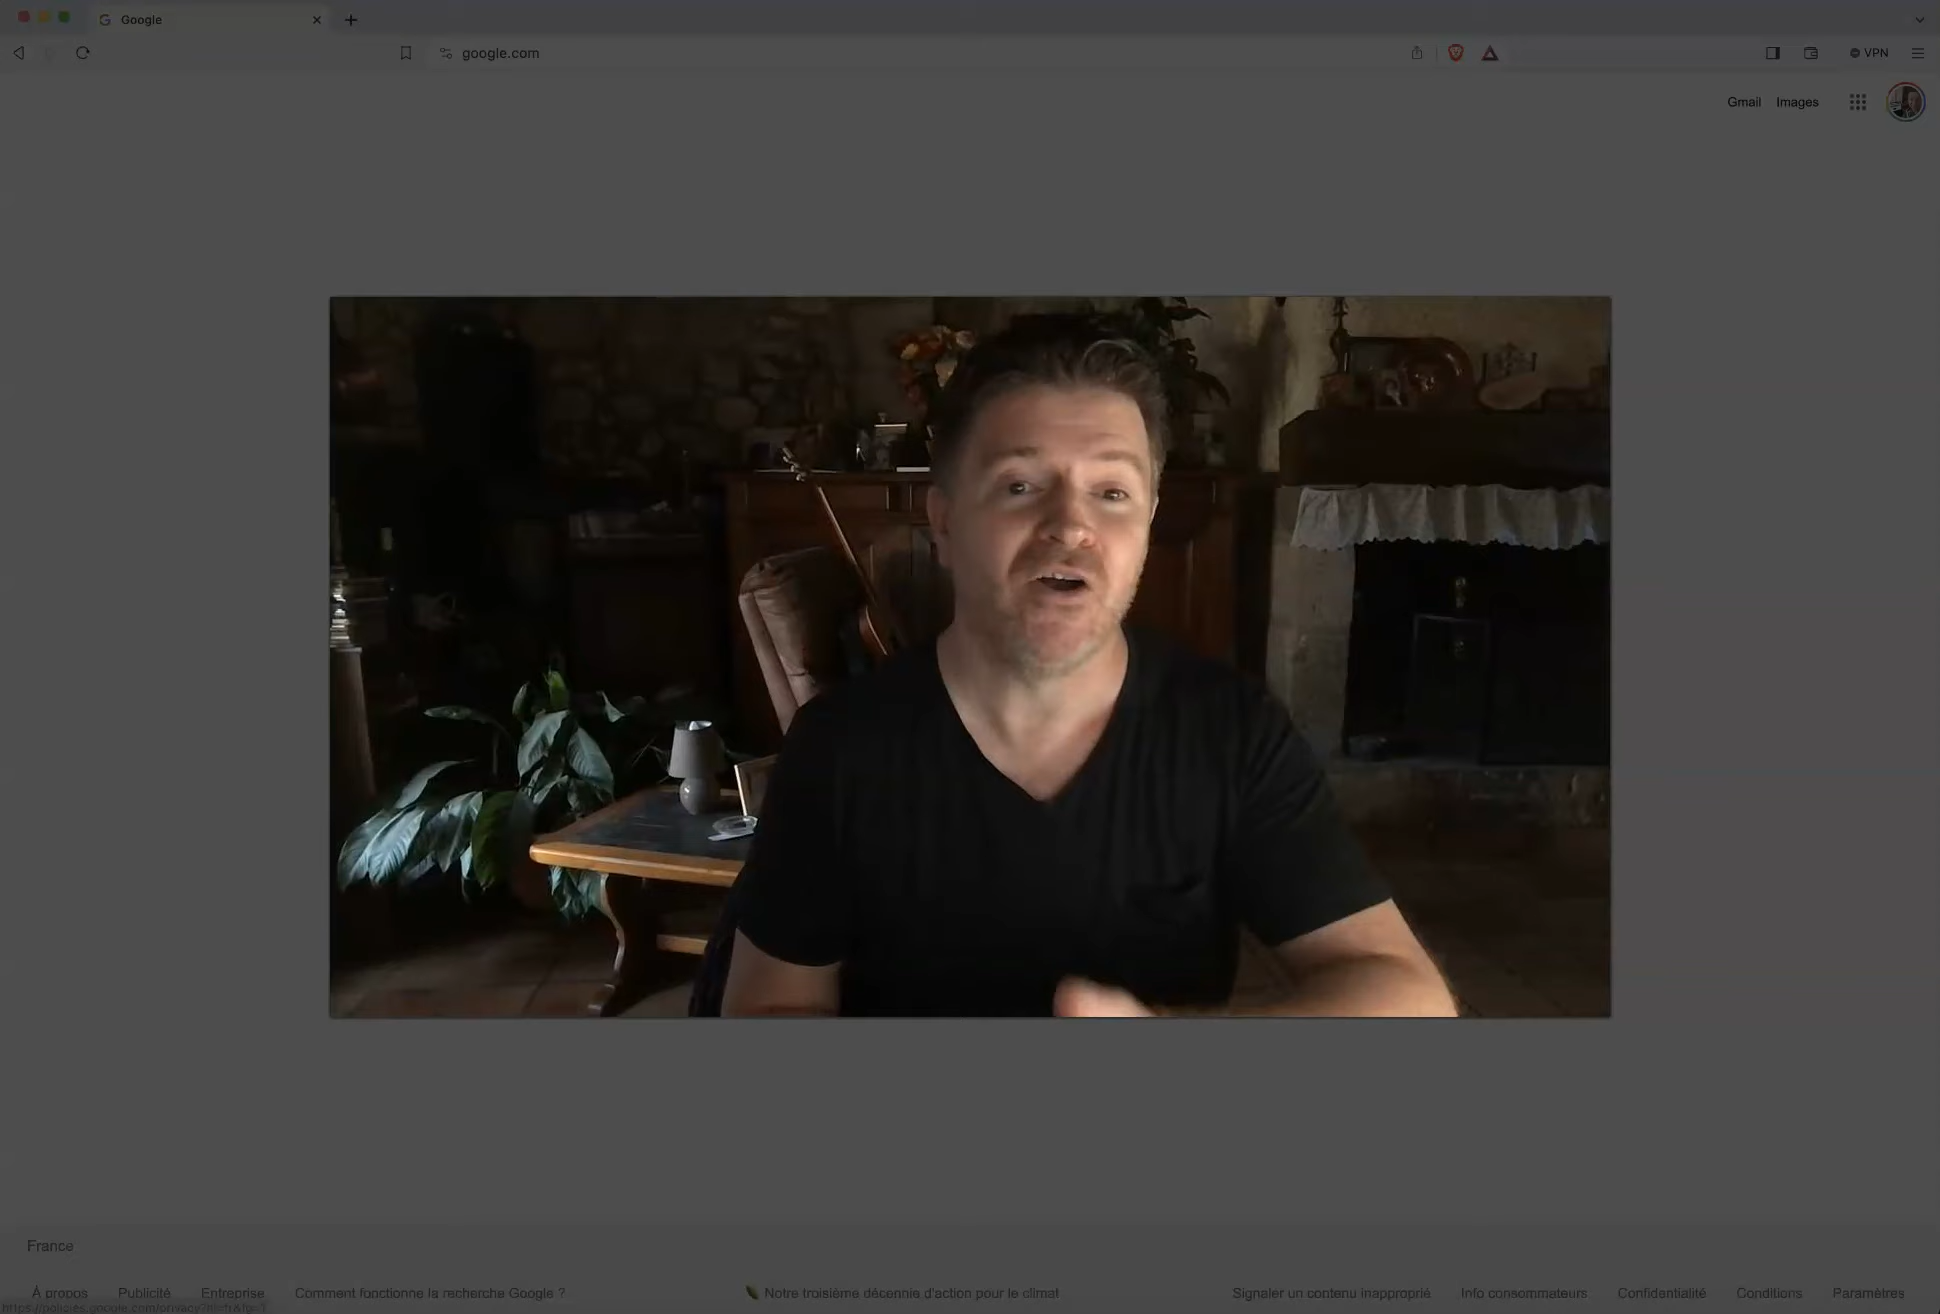 Google
google.com
VPN
Gmail Images
France
À propos Publicité Entreprise Comment fonctionne la recherche Google ? Notre troisième décennie d'action pour le climat Signaler un contenu inapproprié Info consommateurs Confidentialité Conditions Paramètres